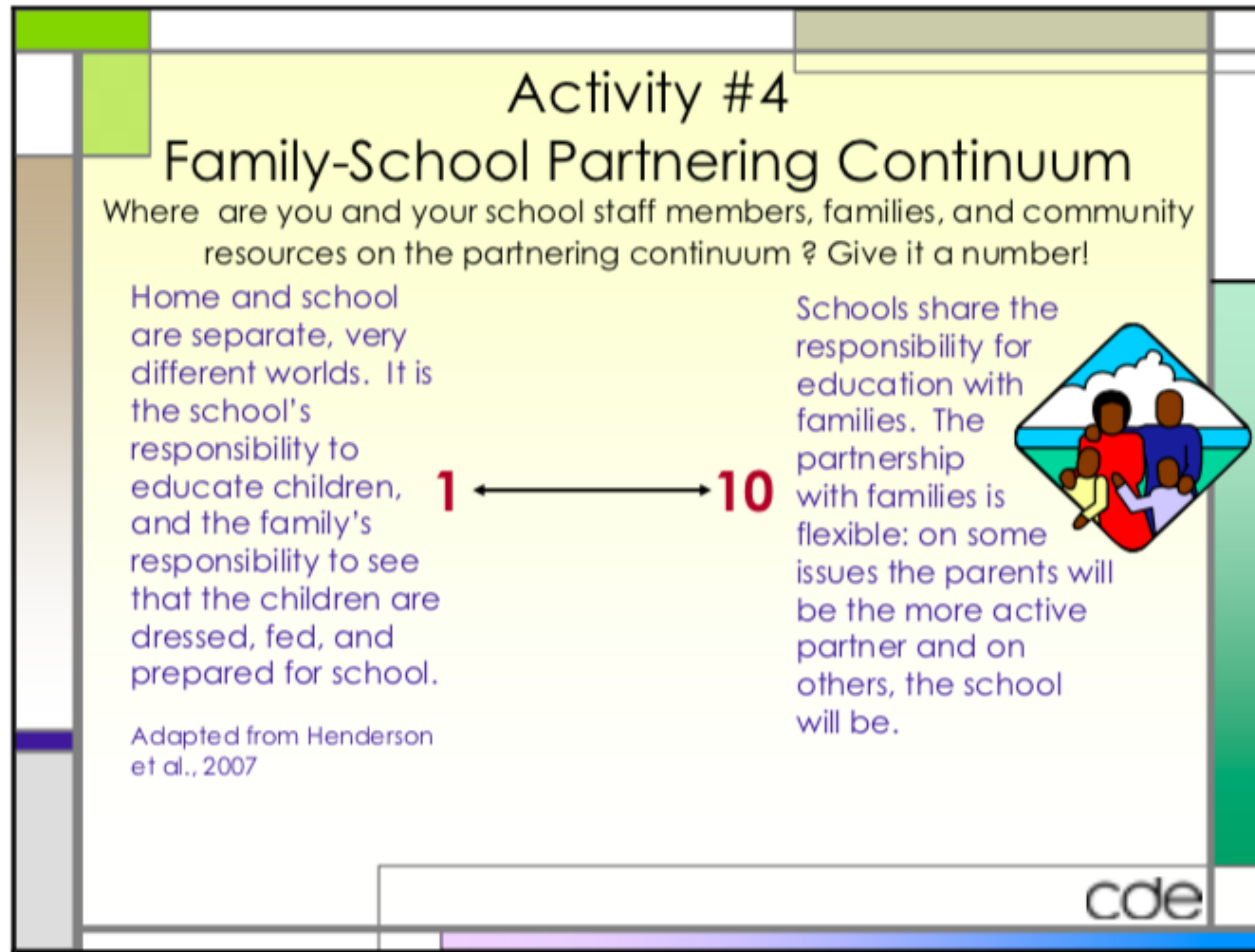 Activity #4
Family-School Partnering Continuum
Where are you and your school staff members, families, and community
resources on the partnering continuum ? Give it a number!
Home and school
are separate, very
different worlds. It is
the school's
responsibility to
educate children,
and the family's
responsibility to see
that the children are
dressed, fed, and
prepared for school.
Adapted from Henderson
et al., 2007
1
10
Schools share the
responsibility for
education with
families. The
partnership
with families is
flexible: on some
issues the parents will
be the more active
partner and on
others, the school
will be.
cde